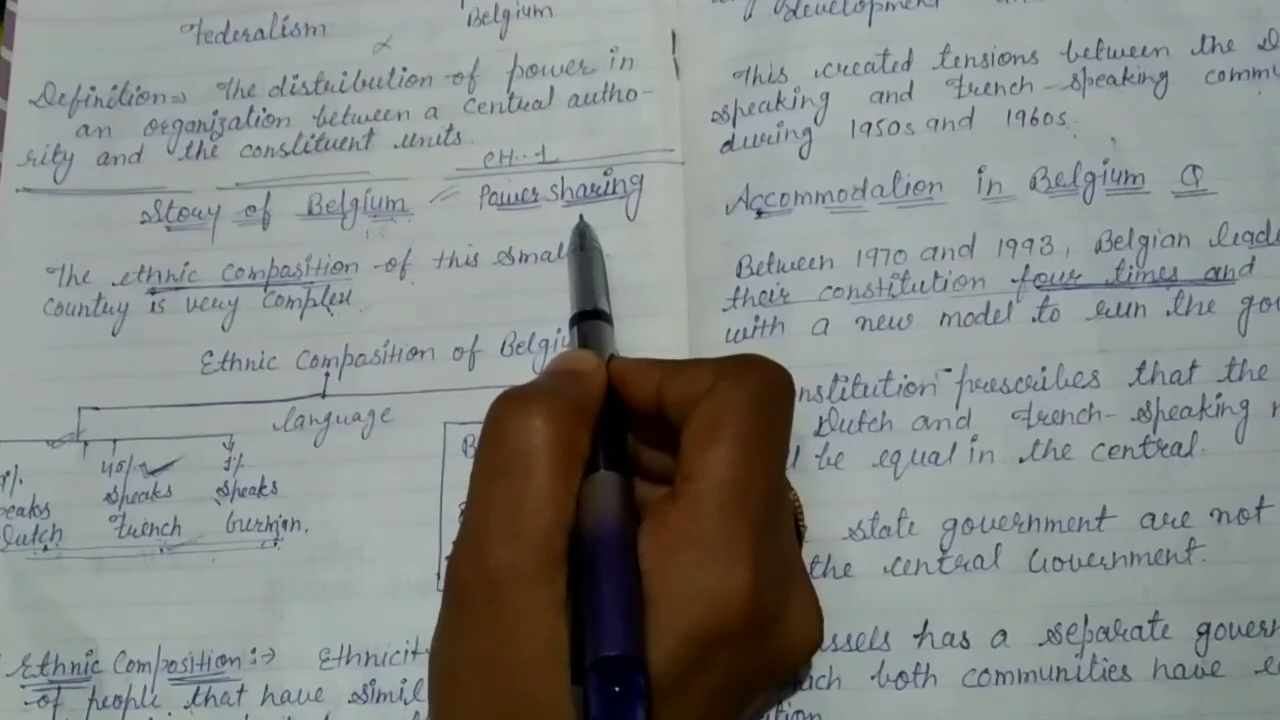 Federalism
Belgium
Definition⇒ The distribution of power in
an organization between a central autho-
rity and the constituent units.
CH..1
Story of Belgium Power sharing
The ethnic composition of this small
country is very complex
Ethnic Composition of Belgiu
language
40%
speaks
French
1%
speaks
German.
Dutch
Ethnic Composition :→ Ethnicit
of people that have simil
development
This created tensions between the D
speaking and French-speaking comm
during 1950s and 1960s.
Accommodation in Belgium
Between 1970 and 1993, Belgian leade
their constitution four times and
with a new model to run the go
nstitution prescribes that the
Dutch and French-speaking
be equal in the central.
state government are not
the central Government.
ssels has a separate govern
hich both communities have e
ition